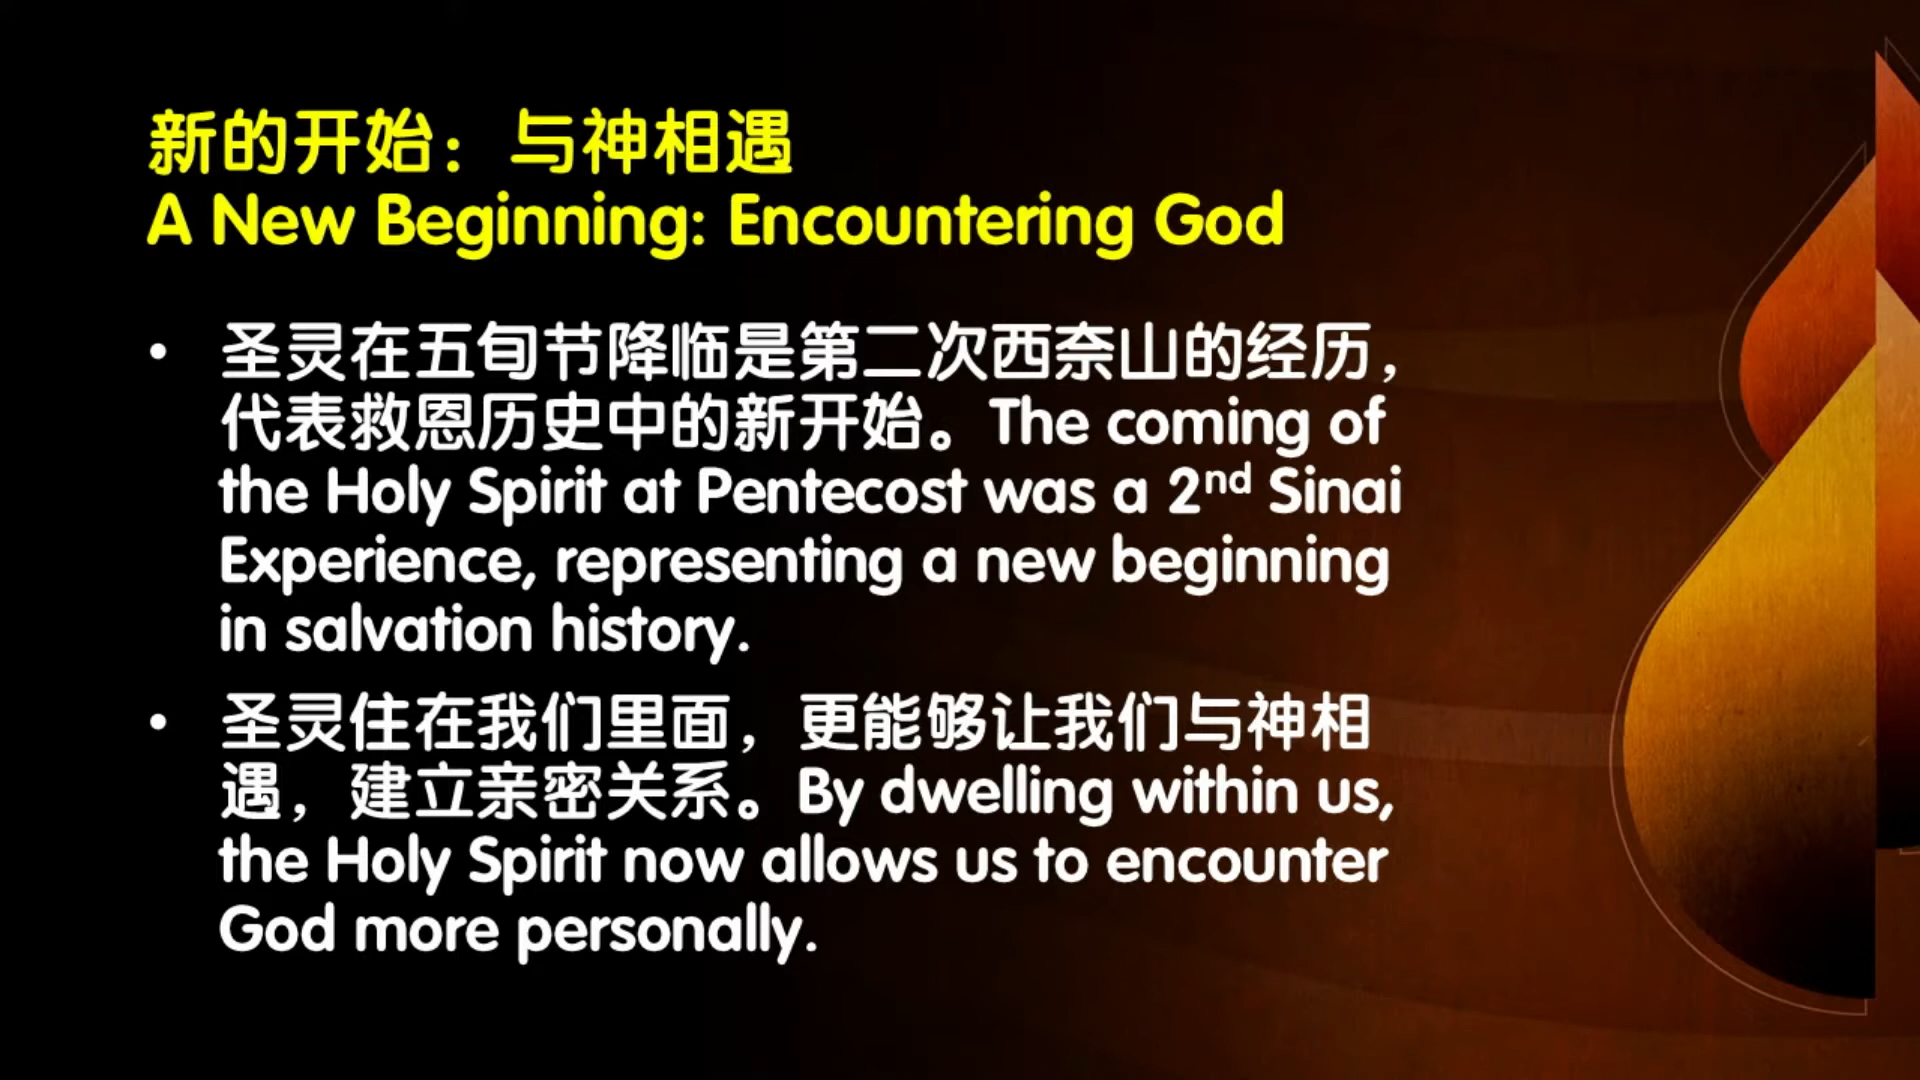 新的开始：与神相遇
A New Beginning: Encountering God
• 圣灵在五旬节降临是第二次西奈山的经历，
代表救恩历史中的新开始。The coming of
the Holy Spirit at Pentecost was a 2nd Sinai
Experience, representing a new beginning
in salvation history.
• 圣灵住在我们里面，更能够让我们与神相
遇，建立亲密关系。By dwelling within us,
the Holy Spirit now allows us to encounter
God more personally.